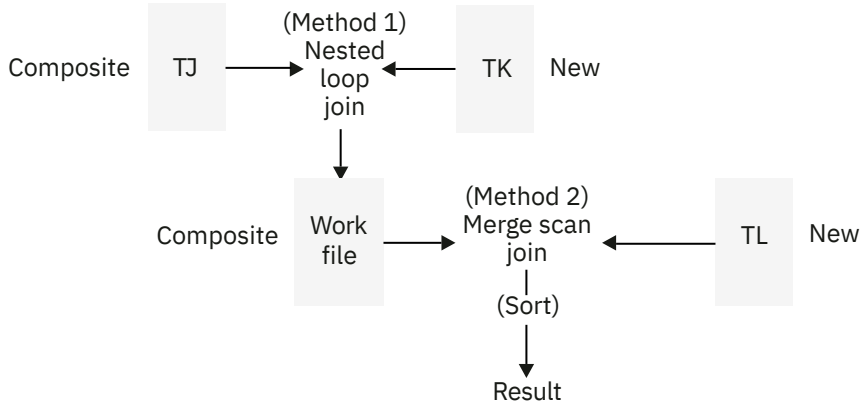 (Method 1)
Nested
loop
join
Composite
TJ
TK
New
(Method 2)
Merge scan
join
Composite
Work
file
TL
New
(Sort)
Result